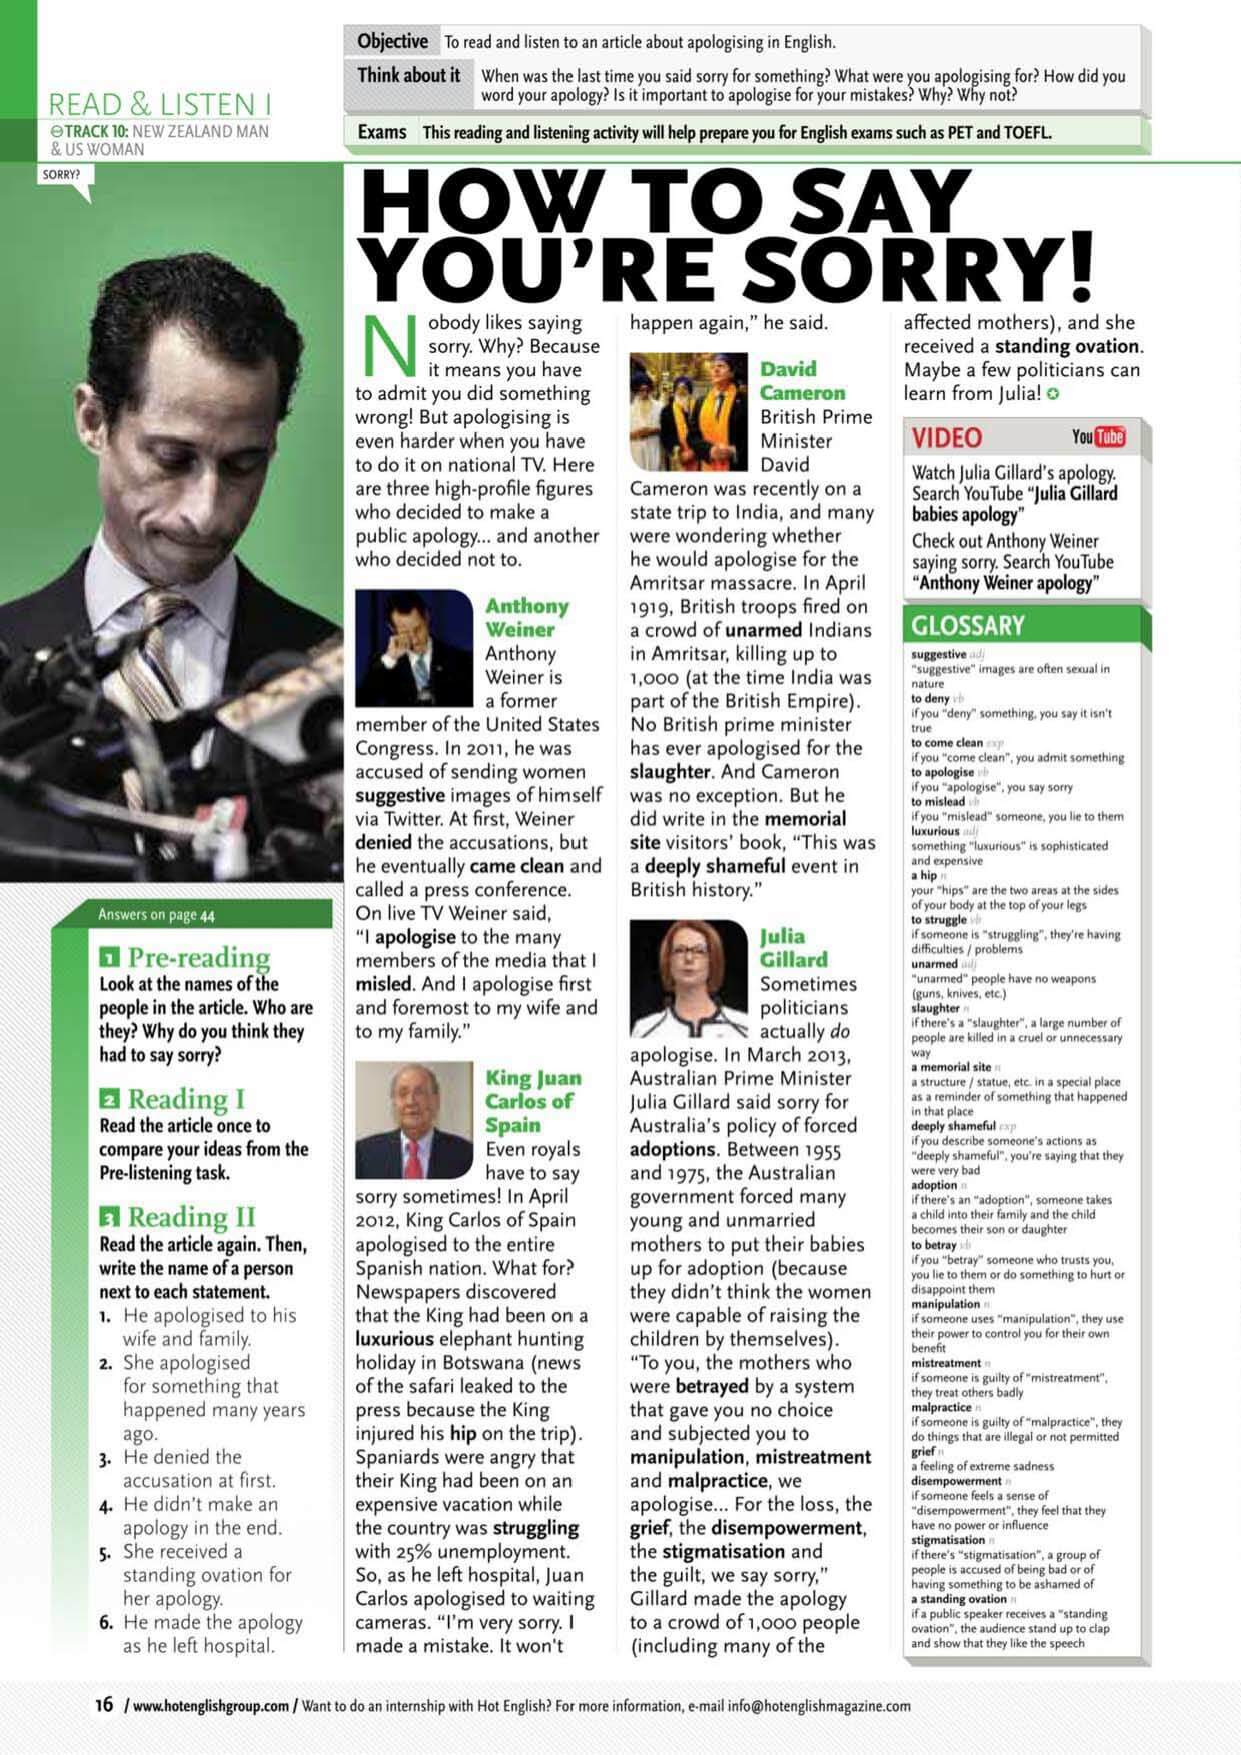 Objective To read and listen to an article about apologising in English.
Think about it When was the last time you said sorry for something? What were you apologising for? How did you
word your apology? Is it important to apologise for your mistakes? Why? Why not?
Exams This reading and listening activity will help prepare you for English exams such as PET and TOEFL.
READ & LISTEN I
TRACK 10: NEW ZEALAND MAN
& US WOMAN
SORRY?
HOW TO SAY
YOU'RE SORRY!
Nobody likes saying
sorry. Why? Because
it means you have
to admit you did something
wrong! But apologising is
even harder when you have
to do it on national TV. Here
are three high-profile figures
who decided to make a
public apology... and another
who decided not to.
Anthony
Weiner
Anthony
Weiner is
a former
member of the United States
Congress. In 2011, he was
accused of sending women
suggestive images of himself
via Twitter. At first, Weiner
denied the accusations, but
he eventually came clean and
called a press conference.
On live TV Weiner said,
"I apologise to the many
members of the media that I
misled. And I apologise first
and foremost to my wife and
to my family."
King Juan
Carlos of
Spain
Even royals
have to say
sorry sometimes! In April
2012, King Carlos of Spain
apologised to the entire
Spanish nation. What for?
Newspapers discovered
that the King had been on a
luxurious elephant hunting
holiday in Botswana (news
of the safari leaked to the
press because the King
injured his hip on the trip).
Spaniards were angry that
their King had been on an
expensive vacation while
the country was struggling
with 25% unemployment.
So, as he left hospital, Juan
Carlos apologised to waiting
cameras. "I'm very sorry. I
made a mistake. It won't
happen again," he said.
David
Cameron
British Prime
Minister
David
Cameron was recently on a
state trip to India, and many
were wondering whether
he would apologise for the
Amritsar massacre. In April
1919, British troops fired on
a crowd of unarmed Indians
in Amritsar, killing up to
1,000 (at the time India was
part of the British Empire).
No British prime minister
has ever apologised for the
slaughter. And Cameron
was no exception. But he
did write in the memorial
site visitors' book, "This was
a deeply shameful event in
British history."
Julia
Gillard
Sometimes
politicians
actually do
apologise. In March 2013,
Australian Prime Minister
Julia Gillard said sorry for
Australia's policy of forced
adoptions. Between 1955
and 1975, the Australian
government forced many
young and unmarried
mothers to put their babies
up for adoption (because
they didn't think the women
were capable of raising the
children by themselves).
"To you, the mothers who
were betrayed by a system
that gave you no choice
and subjected you to
manipulation, mistreatment
and malpractice, we
apologise... For the loss, the
grief, the disempowerment,
the stigmatisation and
the guilt, we say sorry,"
Gillard made the apology
to a crowd of 1,000 people
(including many of the
affected mothers), and she
received a standing ovation.
Maybe a few politicians can
learn from Julia!
VIDEO YouTube
Watch Julia Gillard's apology.
Search YouTube "Julia Gillard
babies apology"
Check out Anthony Weiner
saying sorry. Search YouTube
"Anthony Weiner apology"
GLOSSARY
suggestive adj
"suggestive" images are often sexual in
nature
to deny vb
if you "deny" something, you say it isn't
true
to come clean exp
if you "come clean", you admit something
to apologise vb
if you "apologise", you say sorry
to mislead vb
if you "mislead" someone, you lie to them
luxurious adj
something "luxurious" is sophisticated
and expensive
a hip n
your "hips" are the two areas at the sides
of your body at the top of your legs
to struggle vb
if someone is "struggling", they're having
difficulties / problems
unarmed adj
"unarmed" people have no weapons
(guns, knives, etc.)
slaughter n
if there's a "slaughter", a large number of
people are killed in a cruel or unnecessary
way
a memorial site n
a structure / statue, etc. in a special place
as a reminder of something that happened
in that place
deeply shameful exp
if you describe someone's actions as
"deeply shameful", you're saying that they
were very bad
adoption n
if there's an "adoption", someone takes
a child into their family and the child
becomes their son or daughter
to betray vb
if you "betray" someone who trusts you,
you lie to them or do something to hurt or
disappoint them
manipulation n
if someone uses "manipulation", they use
their power to control you for their own
benefit
mistreatment n
if someone is guilty of "mistreatment",
they treat others badly
malpractice n
if someone is guilty of "malpractice", they
do things that are illegal or not permitted
grief n
a feeling of extreme sadness
disempowerment n
if someone feels a sense of
"disempowerment", they feel that they
have no power or influence
stigmatisation n
if there's "stigmatisation", a group of
people is accused of being bad or of
having something to be ashamed of
a standing ovation n
if a public speaker receives a "standing
ovation", the audience stand up to clap
and show that they like the speech
Answers on page 44
1 Pre-reading
Look at the names of the
people in the article. Who are
they? Why do you think they
had to say sorry?
2 Reading I
Read the article once to
compare your ideas from the
Pre-listening task.
3 Reading II
Read the article again. Then,
write the name of a person
next to each statement.
1. He apologised to his
wife and family.
2. She apologised
for something that
happened many years
ago.
3. He denied the
accusation at first.
4. He didn't make an
apology in the end.
5. She received a
standing ovation for
her apology.
6. He made the apology
as he left hospital.
16 / www.hotenglishgroup.com / Want to do an internship with Hot English? For more information, e-mail info@hotenglishmagazine.com